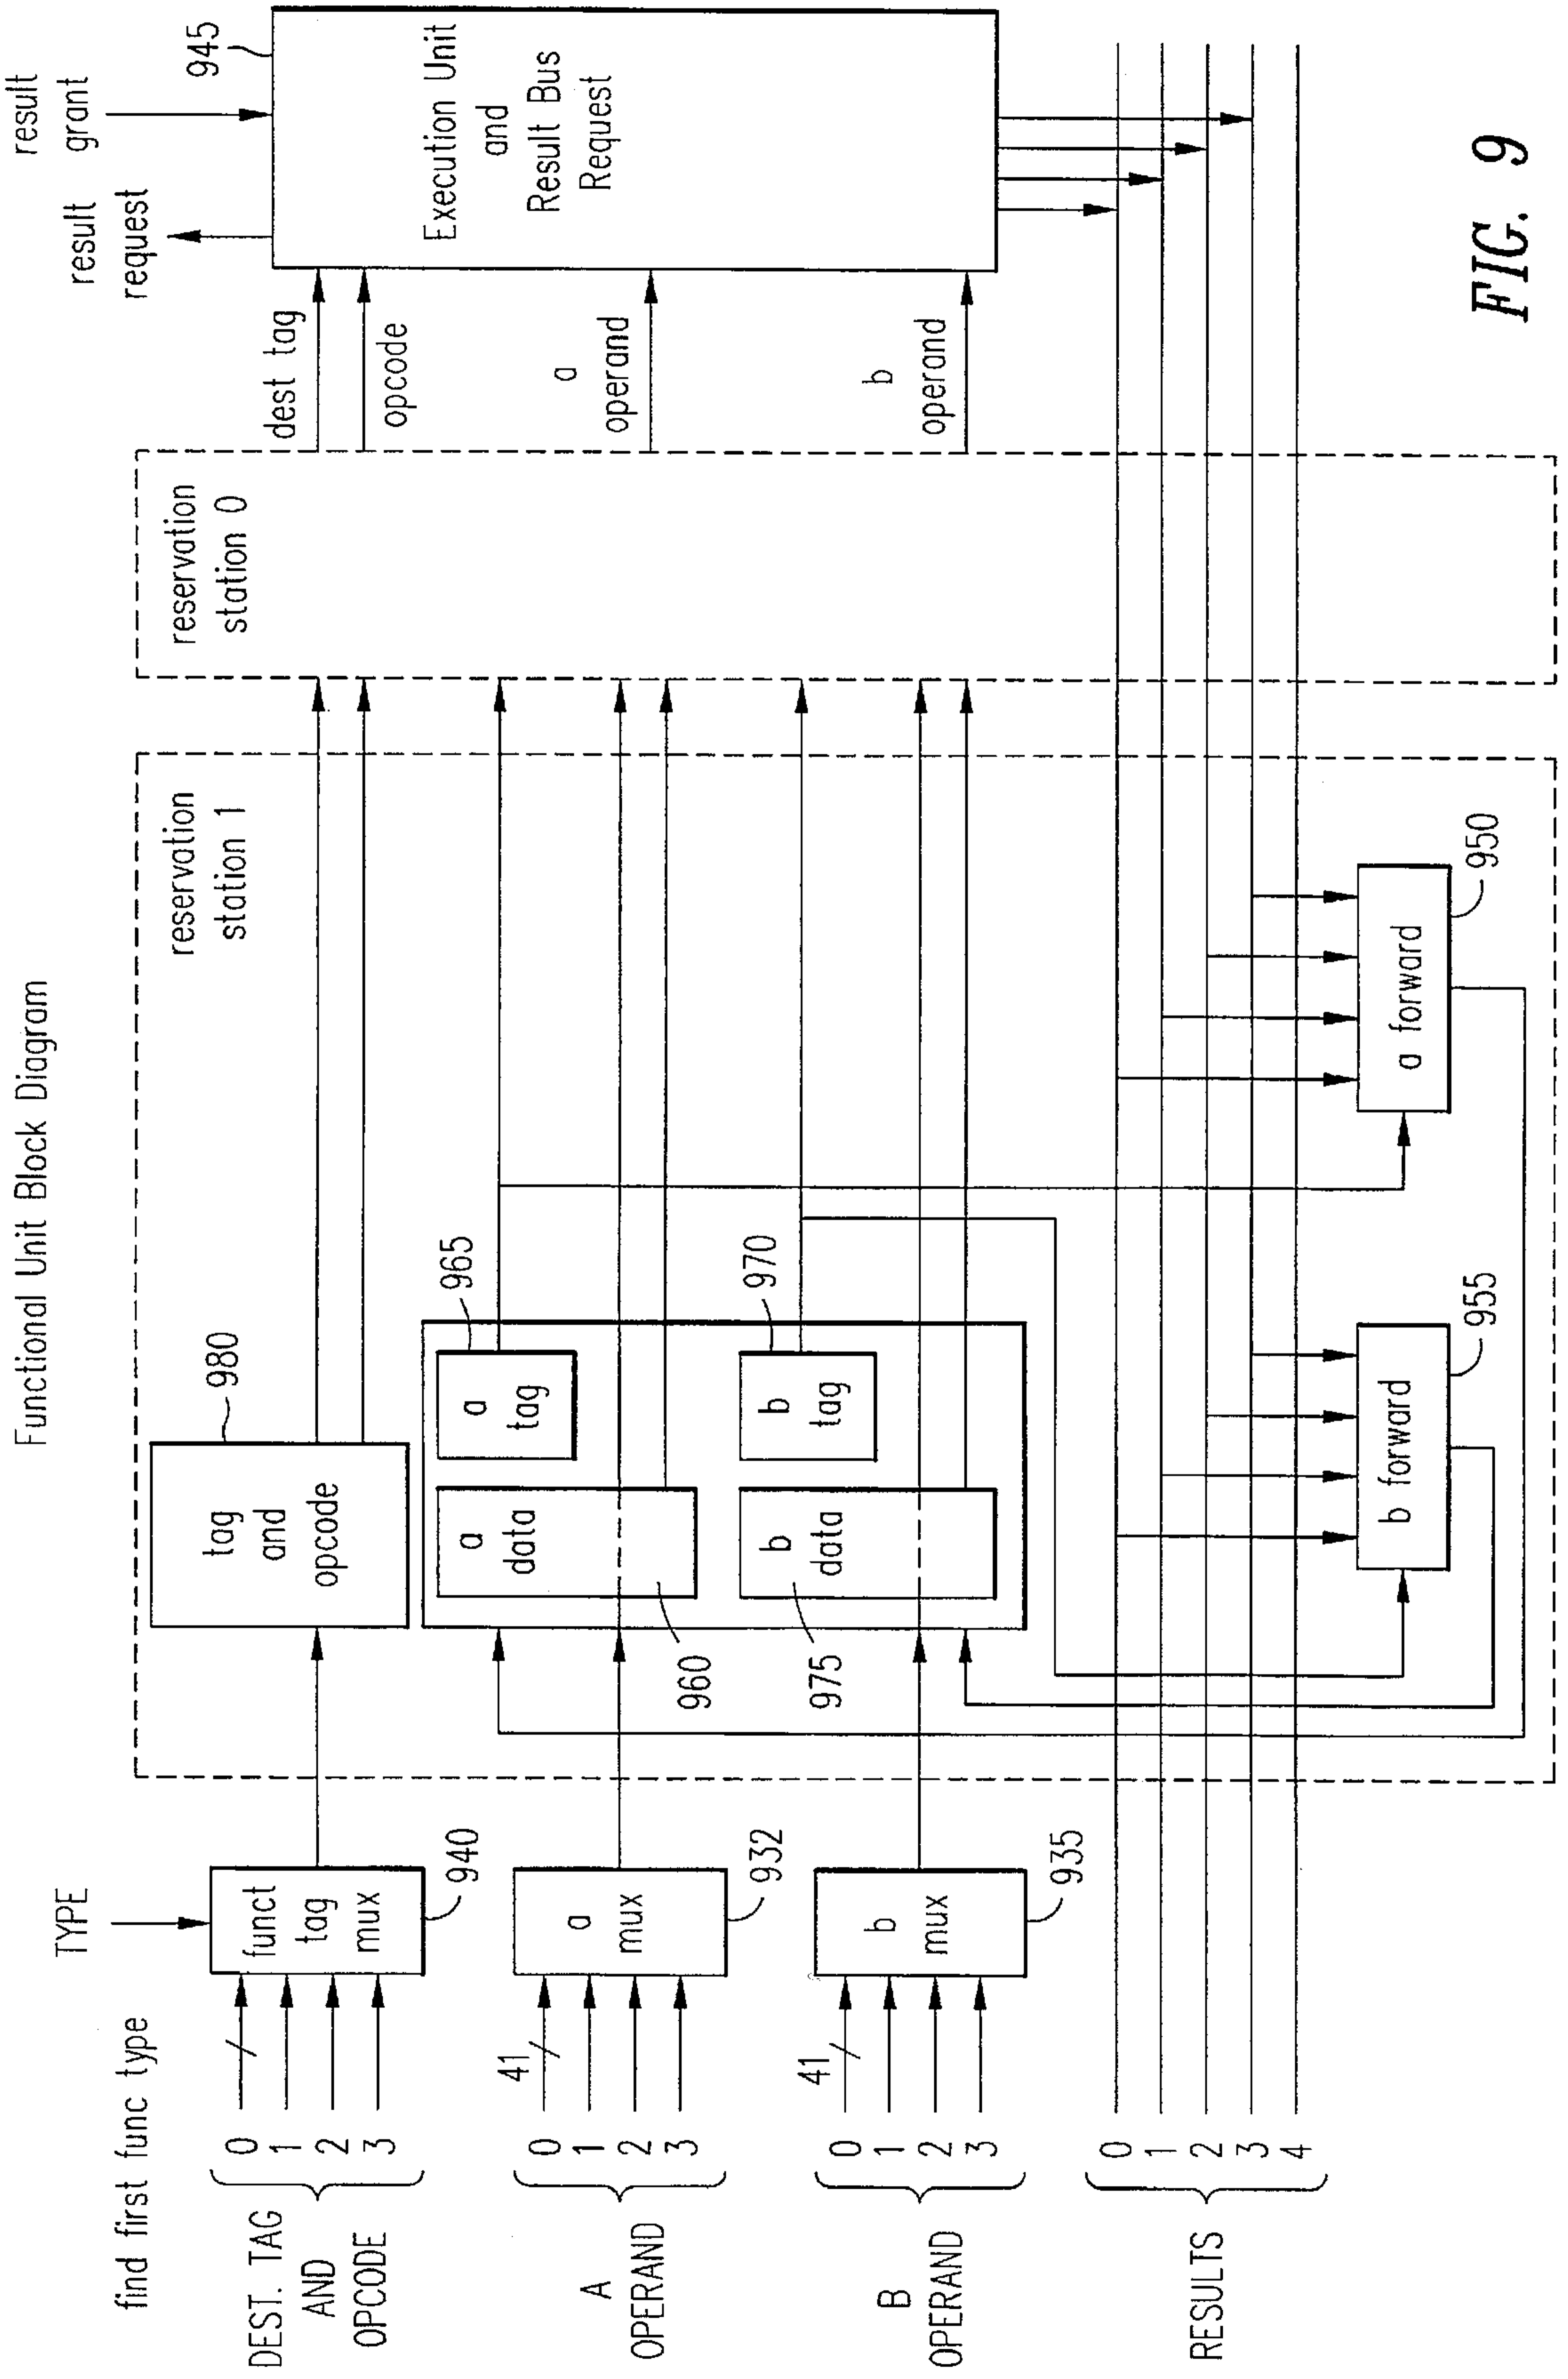 Functional Unit Block Diagram
find first func type
TYPE
DEST. TAG
AND
OPCODE
0
1
2
3
funct
tag
mux
940
A
OPERAND
41
0
1
2
3
a
mux
932
B
OPERAND
41
0
1
2
3
b
mux
935
RESULTS
0
1
2
3
4
reservation
station 1
tag
and
opcode
980
a
data
960
a
tag
965
b
data
975
b
tag
970
b forward
955
a forward
950
reservation
station 0
dest tag
opcode
a
operand
b
operand
result
request
result
grant
945
Execution Unit
and
Result Bus
Request
FIG. 9